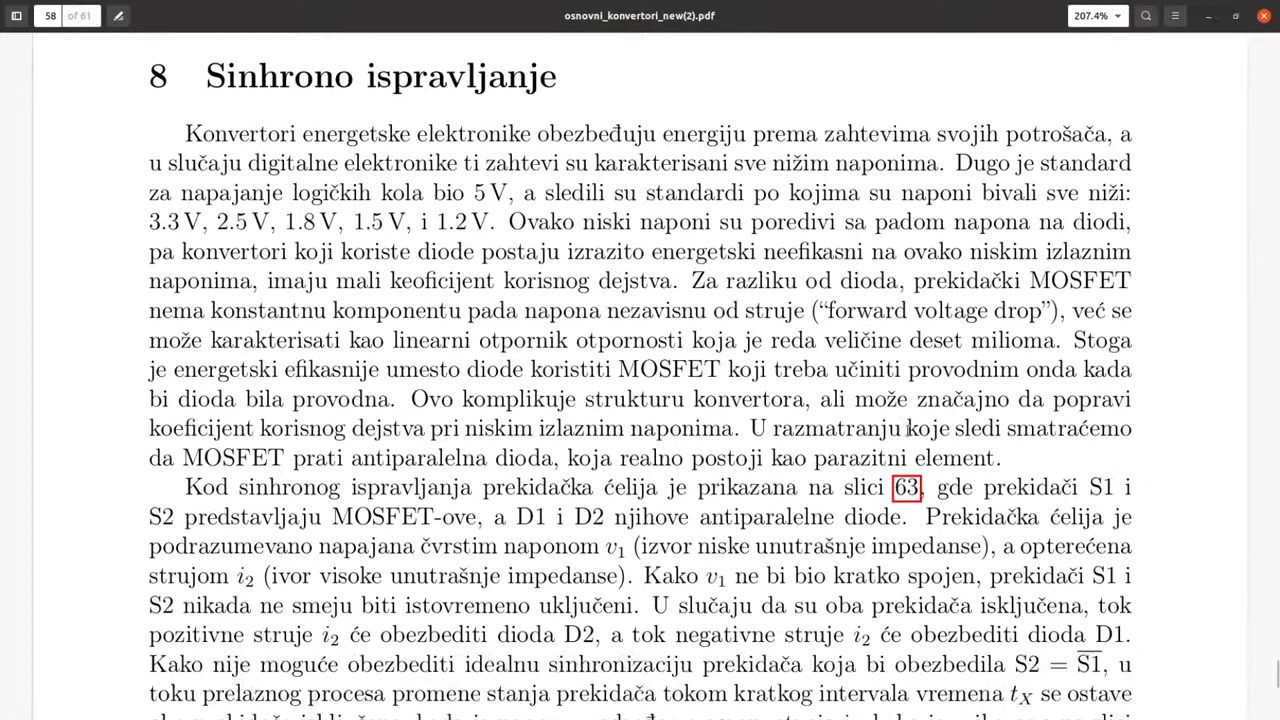 58 of 61
osnovni_konvertori_new(2).pdf
207.4%
8 Sinhrono ispravljanje
Konvertori energetske elektronike obezbeđuju energiju prema zahtevima svojih potrošača, a
u slučaju digitalne elektronike ti zahtevi su karakterisani sve nižim naponima. Dugo je standard
za napajanje logičkih kola bio 5 V, a sledili su standardi po kojima su naponi bivali sve niži:
3.3 V, 2.5 V, 1.8 V, 1.5 V, i 1.2 V. Ovako niski naponi su poredivi sa padom napona na diodi,
pa konvertori koji koriste diode postaju izrazito energetski neefikasni na ovako niskim izlaznim
naponima, imaju mali keoficijent korisnog dejstva. Za razliku od dioda, prekidački MOSFET
nema konstantnu komponentu pada napona nezavisnu od struje (“forward voltage drop”), već se
može karakterisati kao linearni otpornik otpornosti koja je reda veličine deset milioma. Stoga
je energetski efikasnije umesto diode koristiti MOSFET koji treba učiniti provodnim onda kada
bi dioda bila provodna. Ovo komplikuje strukturu konvertora, ali može značajno da popravi
koeficijent korisnog dejstva pri niskim izlaznim naponima. U razmatranju koje sledi smatraćemo
da MOSFET prati antiparalelna dioda, koja realno postoji kao parazitni element.
Kod sinhronog ispravljanja prekidačka ćelija je prikazana na slici 63, gde prekidači S1 i
S2 predstavljaju MOSFET-ove, a D1 i D2 njihove antiparalelne diode. Prekidačka ćelija je
podrazumevano napajana čvrstim naponom v₁ (izvor niske unutrašnje impedanse), a opterećena
strujom i₂ (ivor visoke unutrašnje impedanse). Kako v₁ ne bi bio kratko spojen, prekidači S1 i
S2 nikada ne smeju biti istovremeno uključeni. U slučaju da su oba prekidača isključena, tok
pozitivne struje i₂ će obezbediti dioda D2, a tok negativne struje i₂ će obezbediti dioda D1.
Kako nije moguće obezbediti idealnu sinhronizaciju prekidača koja bi obezbedila S2 = S̅1̅, u
toku prelaznog procesa promene stanja prekidača tokom kratkog intervala vremena t_X se ostave